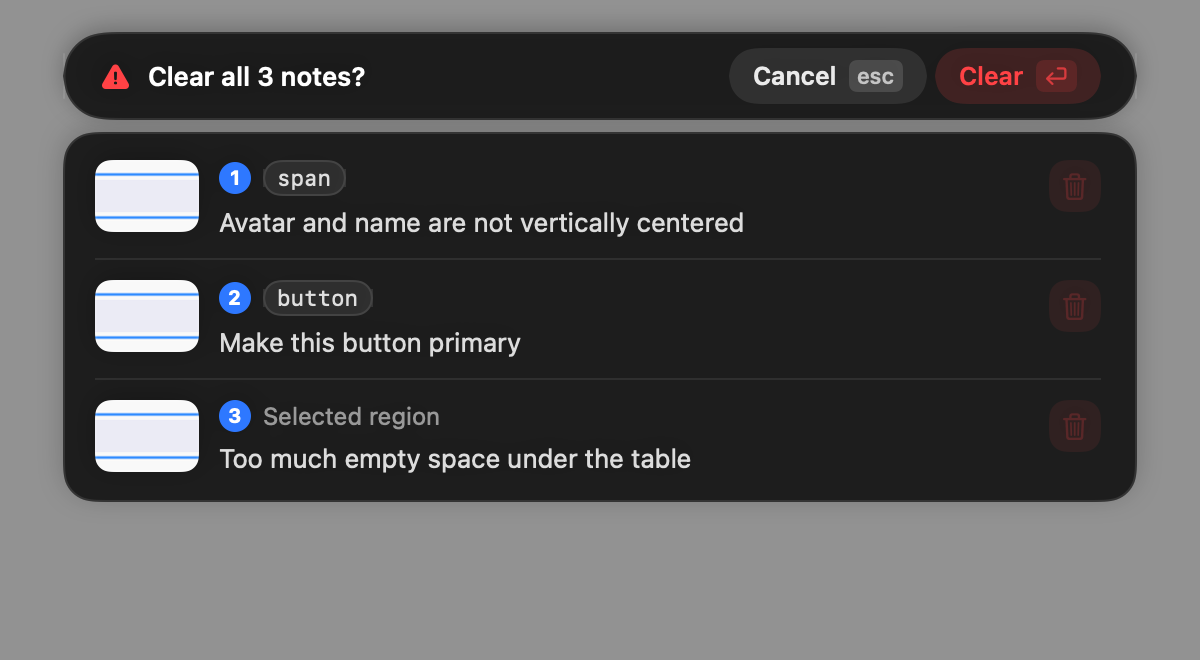 Clear all 3 notes?
Cancel esc
Clear
1 span
Avatar and name are not vertically centered
2 button
Make this button primary
3 Selected region
Too much empty space under the table